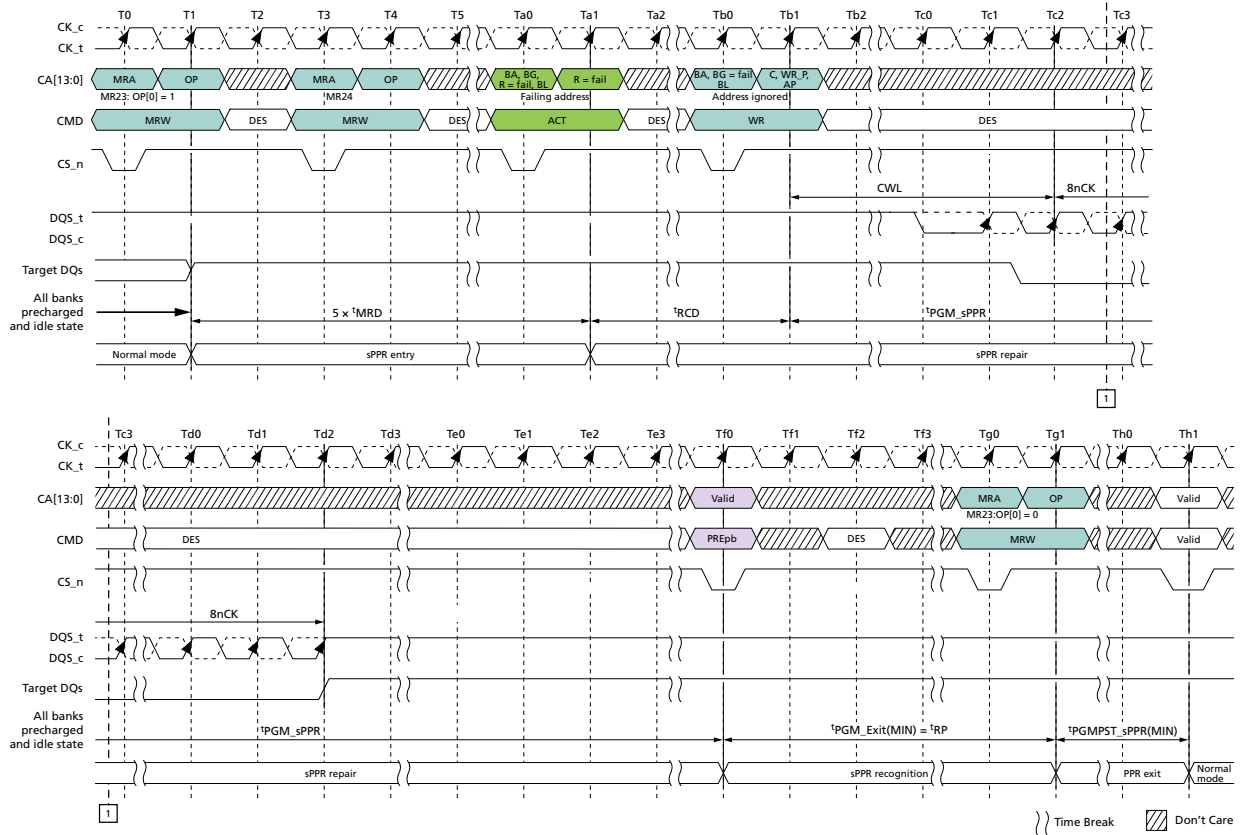 T0 T1 T2 T3 T4 T5 Ta0 Ta1 Ta2 Tb0 Tb1 Tb2 Tc0 Tc1 Tc2 Tc3
CK_c
CK_t
CA[13:0] MRA OP MRA OP BA, BG, R = fail, BL R = fail BA, BG = fail BL C, WR_P, AP
MR23: OP[0] = 1 MR24 Failing address Address ignored
CMD MRW DES MRW DES ACT DES WR DES
CS_n
CWL 8nCK
DQS_t
DQS_c
Target DQs
All banks
precharged
and idle state
5 × tMRD tRCD tPGM_sPPR
Normal mode sPPR entry sPPR repair
1
Tc3 Td0 Td1 Td2 Td3 Te0 Te1 Te2 Te3 Tf0 Tf1 Tf2 Tf3 Tg0 Tg1 Th0 Th1
CK_c
CK_t
CA[13:0] Valid MRA OP Valid
MR23:OP[0] = 0
CMD DES PREpb DES MRW Valid
CS_n
8nCK
DQS_t
DQS_c
Target DQs
All banks
precharged
and idle state
tPGM_sPPR tPGM_Exit(MIN) = tRP tPGMPST_sPPR(MIN)
sPPR repair sPPR recognition PPR exit Normal mode
1
Time Break Don't Care